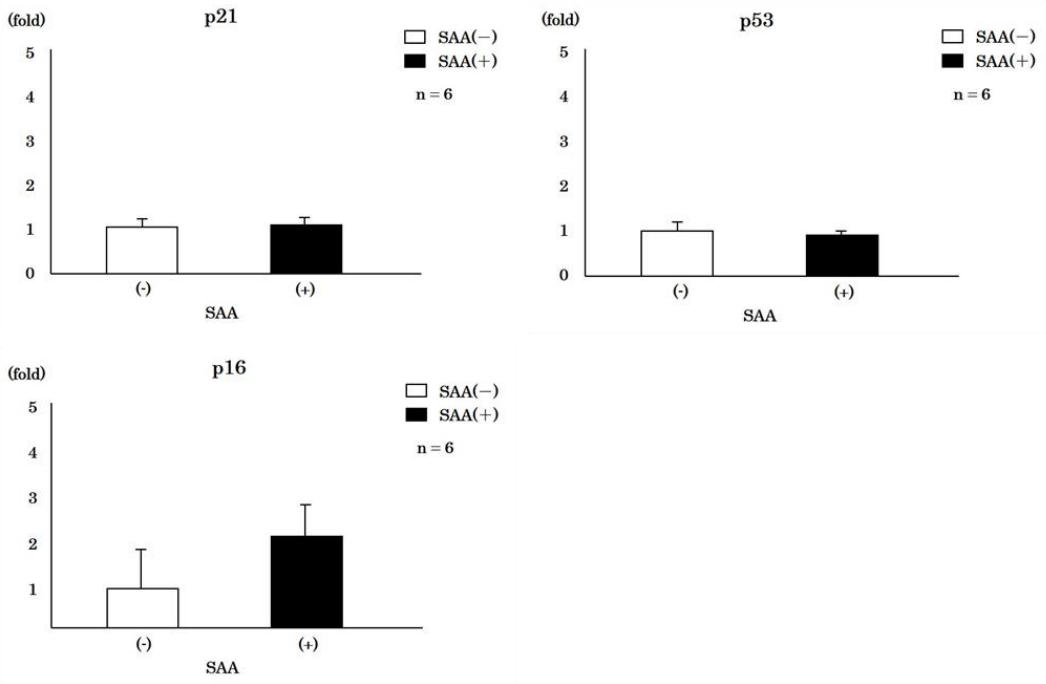 p21
(fold)
SAA(−)
SAA(+)
n = 6
5
4
3
2
1
0
(-)
(+)
SAA
p53
(fold)
SAA(−)
SAA(+)
n = 6
5
4
3
2
1
0
(-)
(+)
SAA
p16
(fold)
SAA(−)
SAA(+)
n = 6
5
4
3
2
1
(-)
(+)
SAA